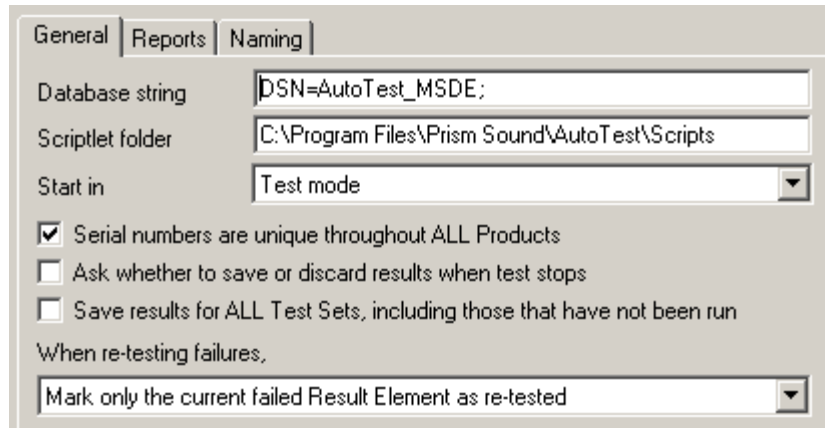 General Reports Naming
Database string DSN=AutoTest_MSDE;
Scriptlet folder C:\Program Files\Prism Sound\AutoTest\Scripts
Start in Test mode
Serial numbers are unique throughout ALL Products
Ask whether to save or discard results when test stops
Save results for ALL Test Sets, including those that have not been run
When re-testing failures,
Mark only the current failed Result Element as re-tested